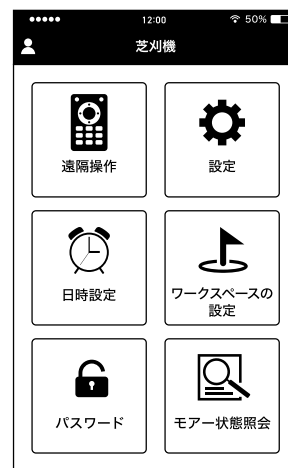 12:00 50%
芝刈機
遠隔操作
設定
日時設定
ワークスペースの
設定
パスワード
モアー状態照会